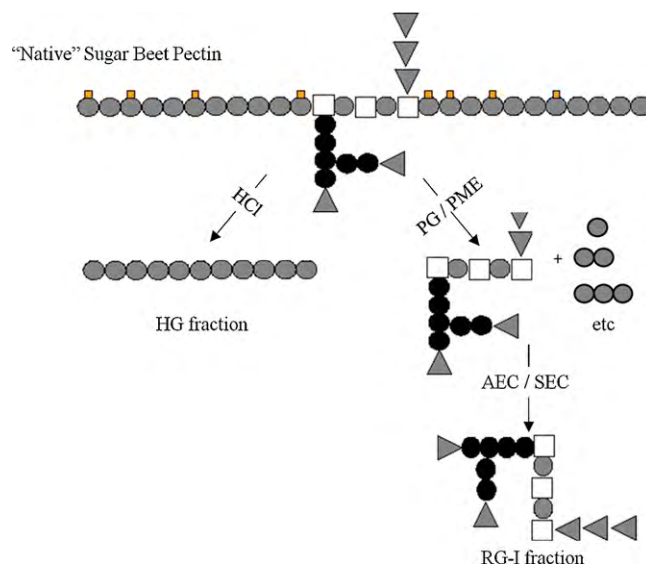 “Native” Sugar Beet Pectin
HCl
PG / PME
+
etc
HG fraction
AEC / SEC
RG-I fraction